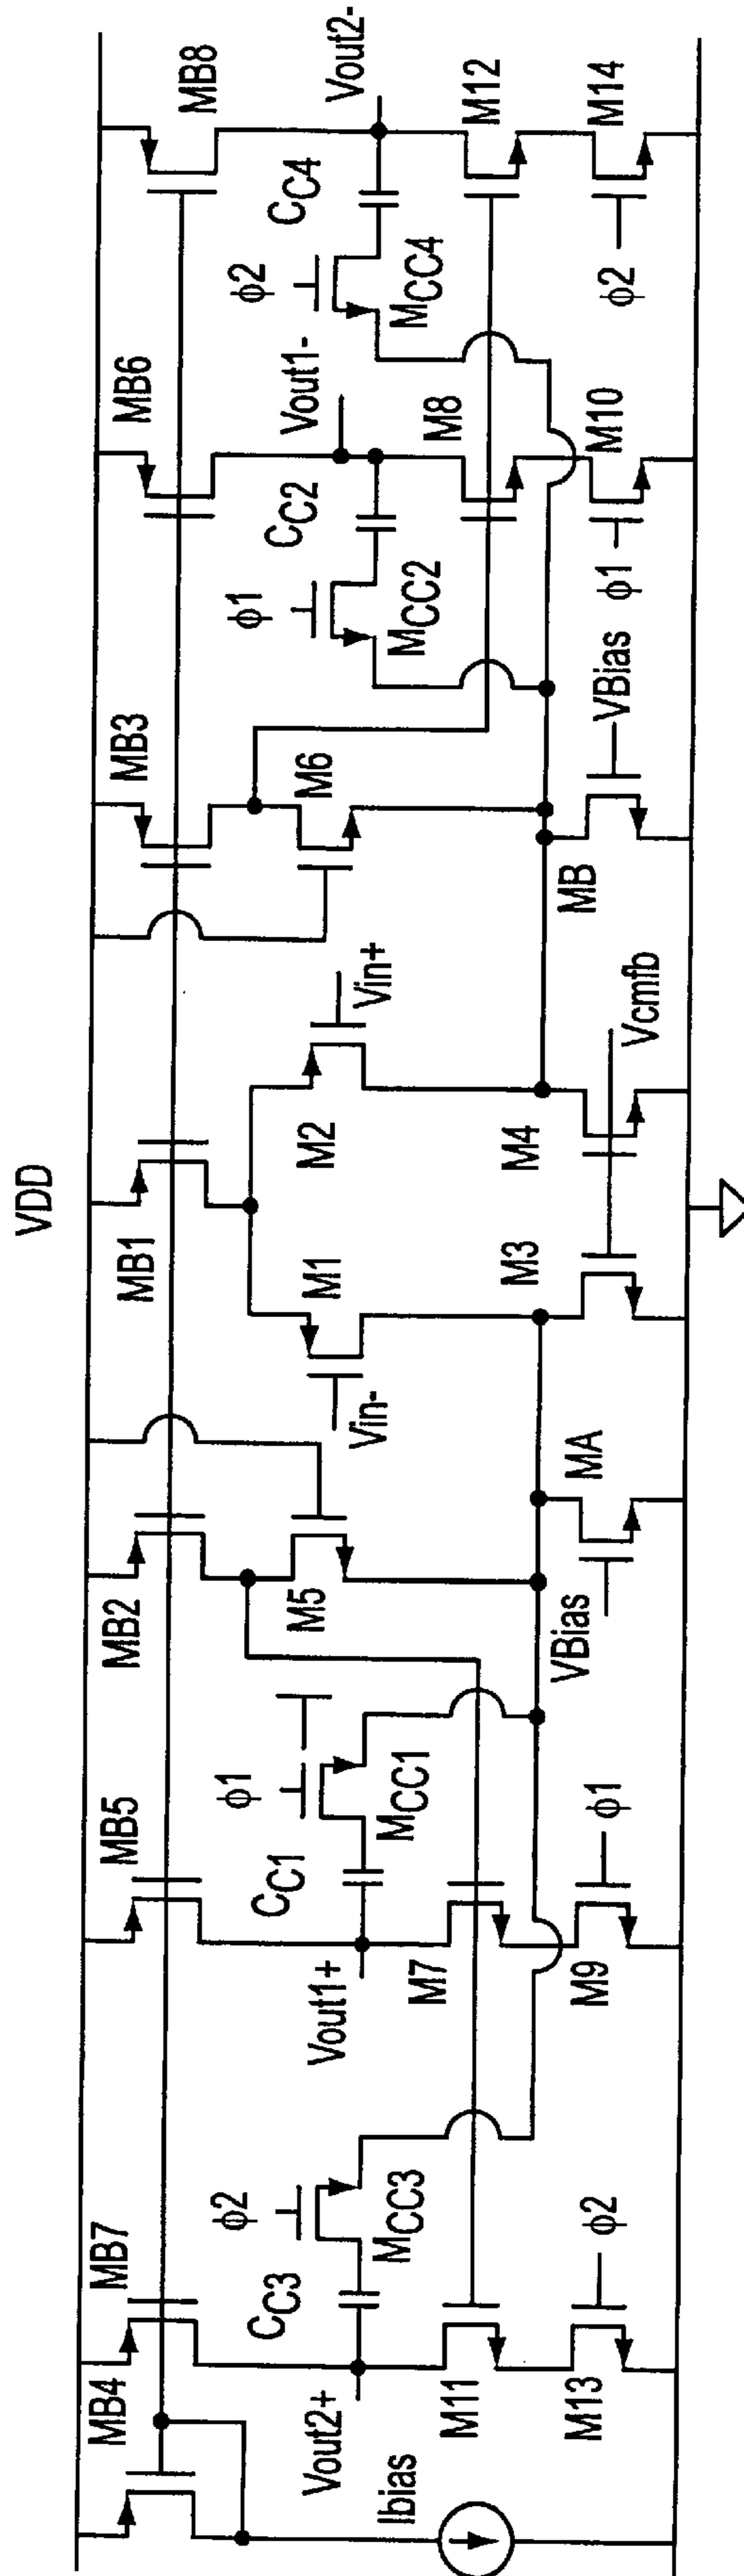 VDD
MB4
MB7
MB5
MB2
MB1
MB3
MB6
MB8
ϕ2
ϕ1
ϕ1
ϕ2
CC3
MCC3
CC1
MCC1
M5
Vin-
M1
M2
Vin+
M6
CC2
MCC2
CC4
MCC4
Vout2+
Vout1+
Vout1-
Vout2-
Ibias
M11
M7
VBias
MA
M3
M4
Vcmfb
MB
VBias
M8
M12
M13
ϕ2
M9
ϕ1
ϕ1
M10
ϕ2
M14